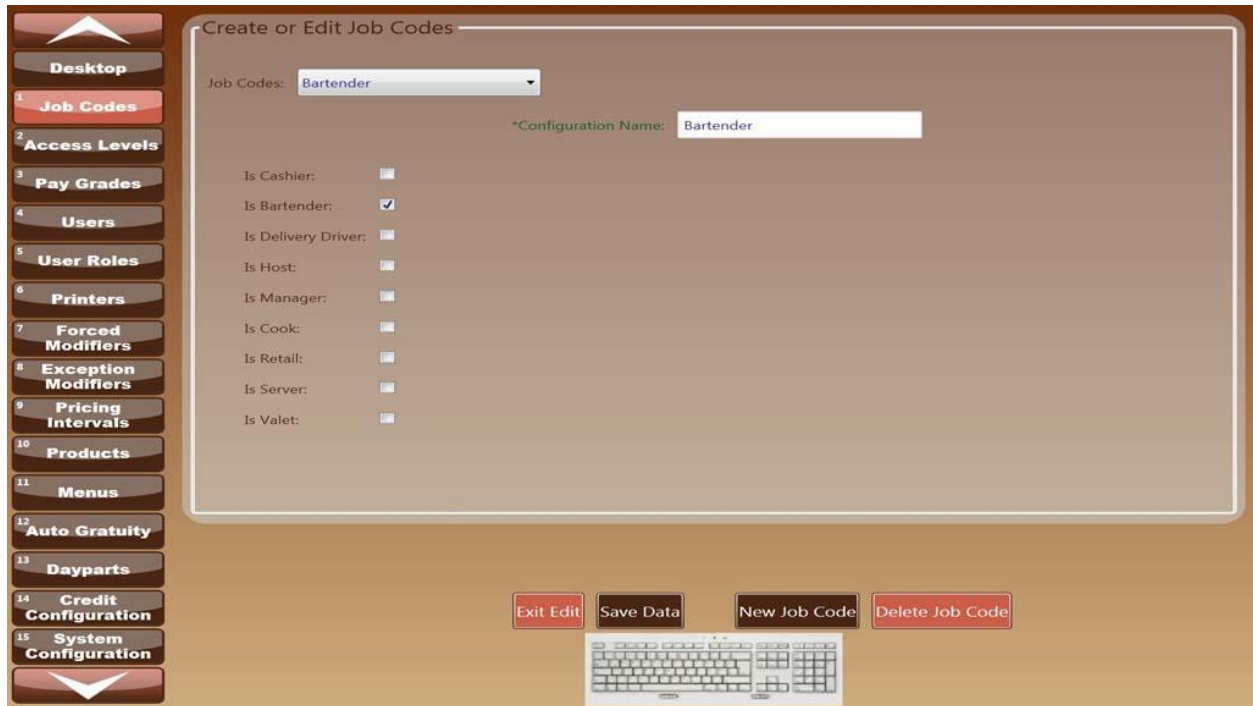 Desktop
1
Job Codes
2
Access Levels
3
Pay Grades
4
Users
5
User Roles
6
Printers
7
Forced
Modifiers
8
Exception
Modifiers
9
Pricing
Intervals
10
Products
11
Menus
12
Auto Gratuity
13
Dayparts
14
Credit
Configuration
15
System
Configuration
Create or Edit Job Codes
Job Codes: Bartender
*Configuration Name: Bartender
Is Cashier:
Is Bartender:
Is Delivery Driver:
Is Host:
Is Manager:
Is Cook:
Is Retail:
Is Server:
Is Valet:
Exit Edit Save Data New Job Code Delete Job Code